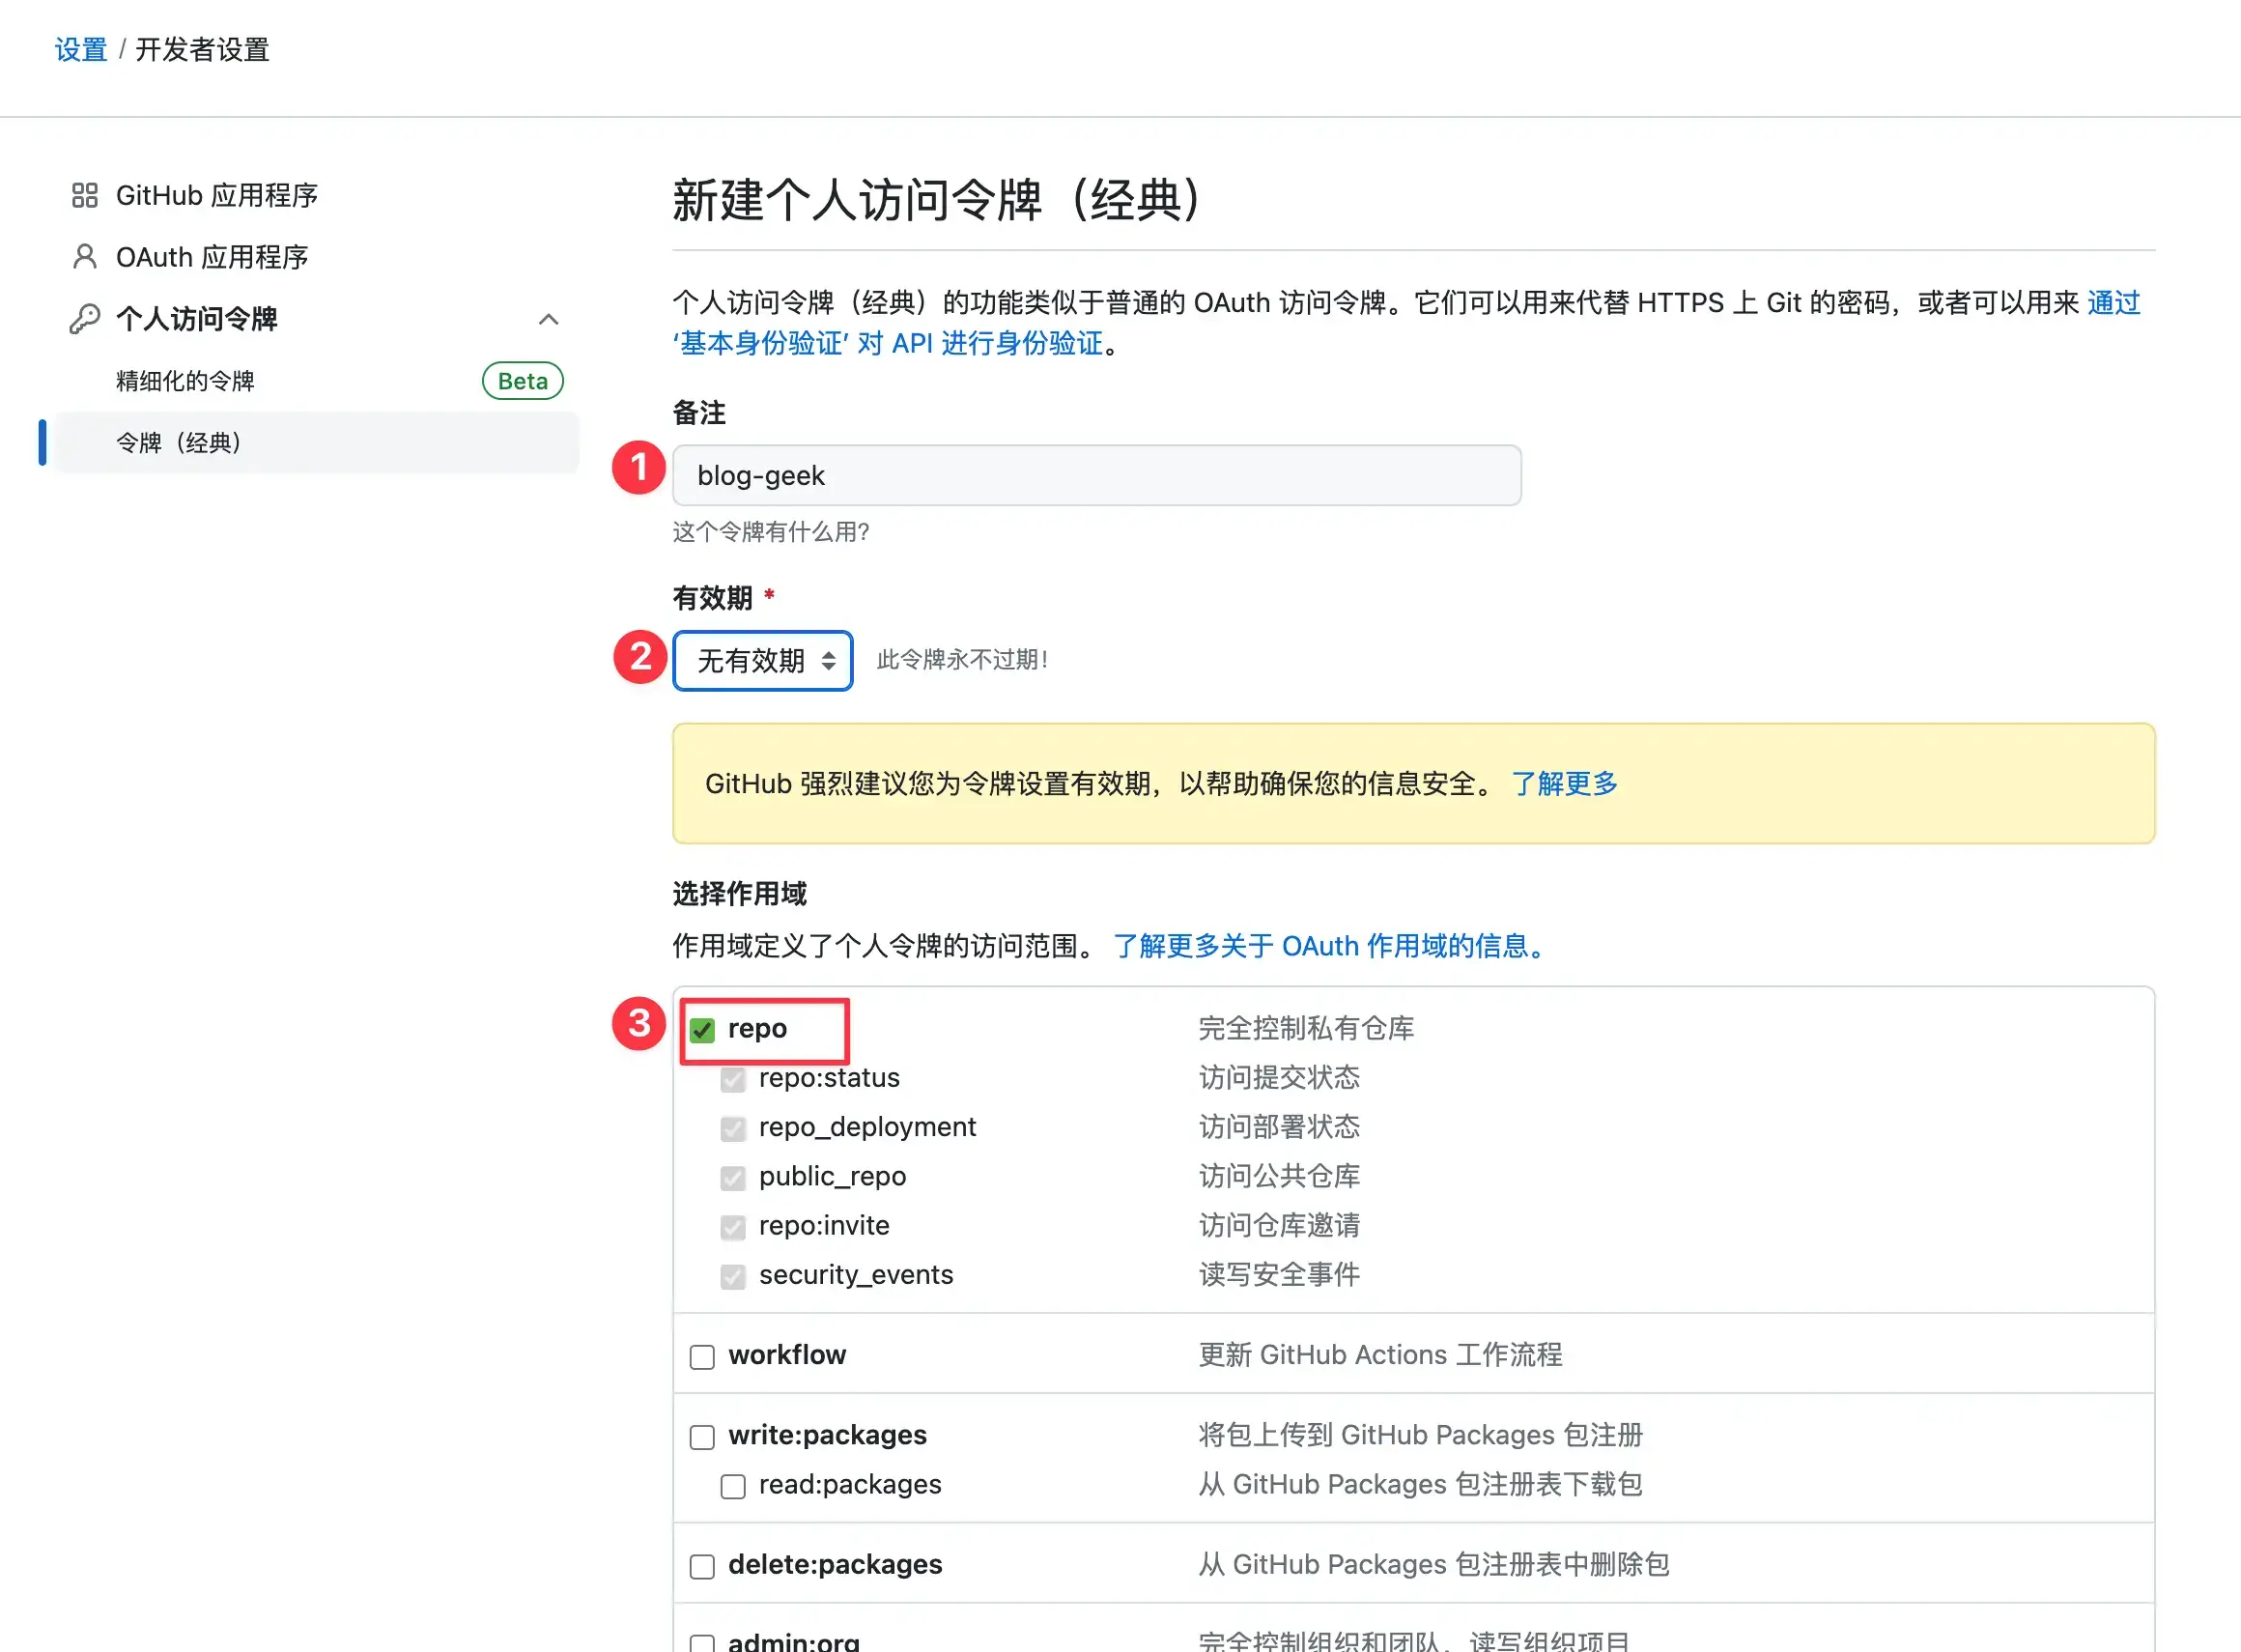 设置 / 开发者设置
GitHub 应用程序
OAuth 应用程序
个人访问令牌
精细化的令牌 Beta
令牌（经典）
新建个人访问令牌（经典）
个人访问令牌（经典）的功能类似于普通的 OAuth 访问令牌。它们可以用来代替 HTTPS 上 Git 的密码，或者可以用来 通过
‘基本身份验证’ 对 API 进行身份验证。
备注
1 blog-geek
这个令牌有什么用?
有效期 *
2 无有效期 此令牌永不过期！
GitHub 强烈建议您为令牌设置有效期，以帮助确保您的信息安全。 了解更多
选择作用域
作用域定义了个人令牌的访问范围。 了解更多关于 OAuth 作用域的信息。
3 repo 完全控制私有仓库
repo:status 访问提交状态
repo_deployment 访问部署状态
public_repo 访问公共仓库
repo:invite 访问仓库邀请
security_events 读写安全事件
workflow 更新 GitHub Actions 工作流程
write:packages 将包上传到 GitHub Packages 包注册
read:packages 从 GitHub Packages 包注册表下载包
delete:packages 从 GitHub Packages 包注册表中删除包
admin:org 完全控制组织和团队，读写组织项目